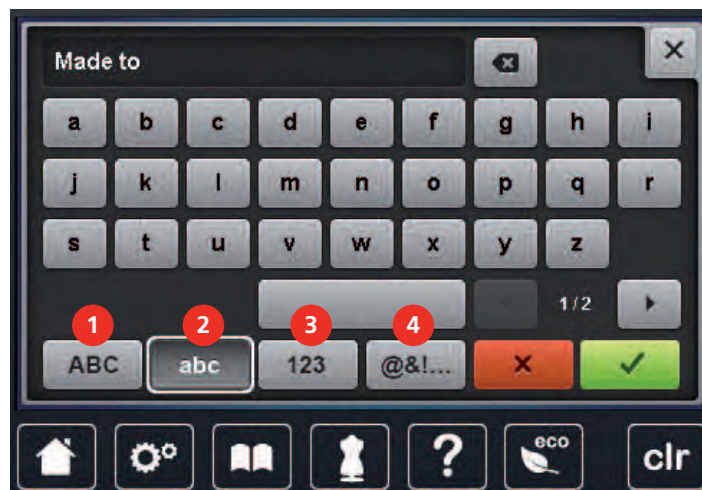 Made to
a b c d e f g h i
j k l m n o p q r
s t u v w x y z
1/2
1 2 3 4
ABC abc 123 @&!...
? eco clr